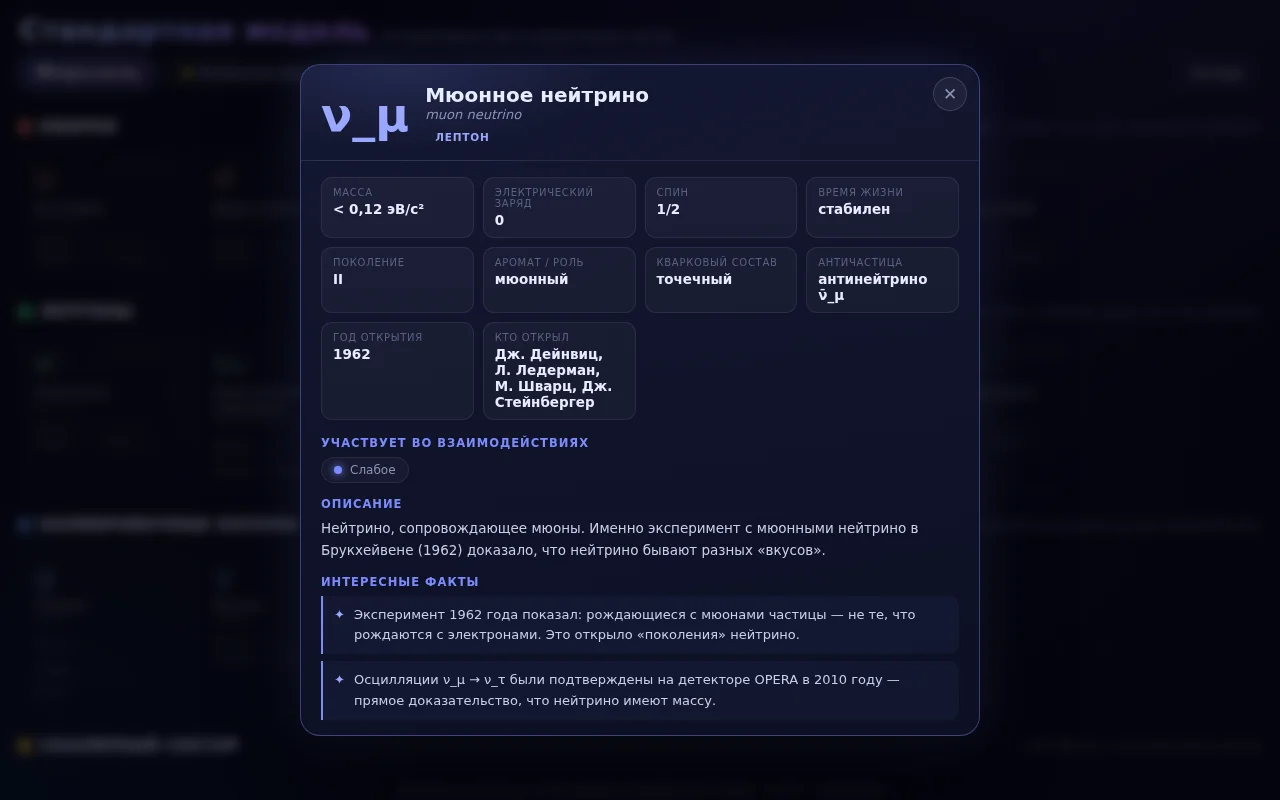 Стандартная модель
ν_μ
Мюонное нейтрино
muon neutrino
ЛЕПТОН
✕
МАССА
< 0,12 эВ/c²
ЭЛЕКТРИЧЕСКИЙ
ЗАРЯД
0
СПИН
1/2
ВРЕМЯ ЖИЗНИ
стабилен
ПОКОЛЕНИЕ
II
АРОМАТ / РОЛЬ
мюонный
КВАРКОВЫЙ СОСТАВ
точечный
АНТИЧАСТИЦА
антинейтрино
ν̄_μ
ГОД ОТКРЫТИЯ
1962
КТО ОТКРЫЛ
Дж. Дейнвиц,
Л. Ледерман,
М. Шварц, Дж.
Стейнбергер
УЧАСТВУЕТ ВО ВЗАИМОДЕЙСТВИЯХ
Слабое
ОПИСАНИЕ
Нейтрино, сопровождающее мюоны. Именно эксперимент с мюонными нейтрино в
Брукхейвене (1962) доказало, что нейтрино бывают разных «вкусов».
ИНТЕРЕСНЫЕ ФАКТЫ
✦ Эксперимент 1962 года показал: рождающиеся с мюонами частицы — не те, что
рождаются с электронами. Это открыло «поколения» нейтрино.
✦ Осцилляции ν_μ → ν_τ были подтверждены на детекторе OPERA в 2010 году —
прямое доказательство, что нейтрино имеют массу.